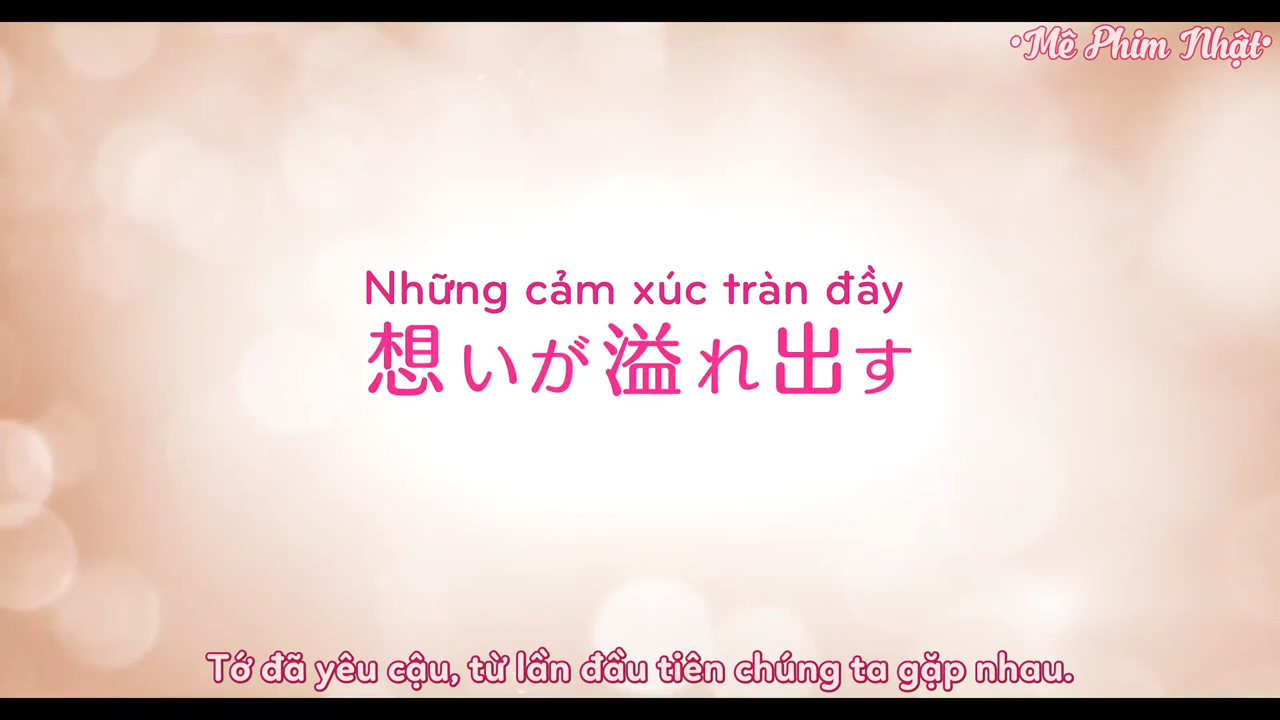 •Mê Phim Nhật•
Những cảm xúc tràn đầy
想いが溢れ出す
Tớ đã yêu cậu, từ lần đầu tiên chúng ta gặp nhau.